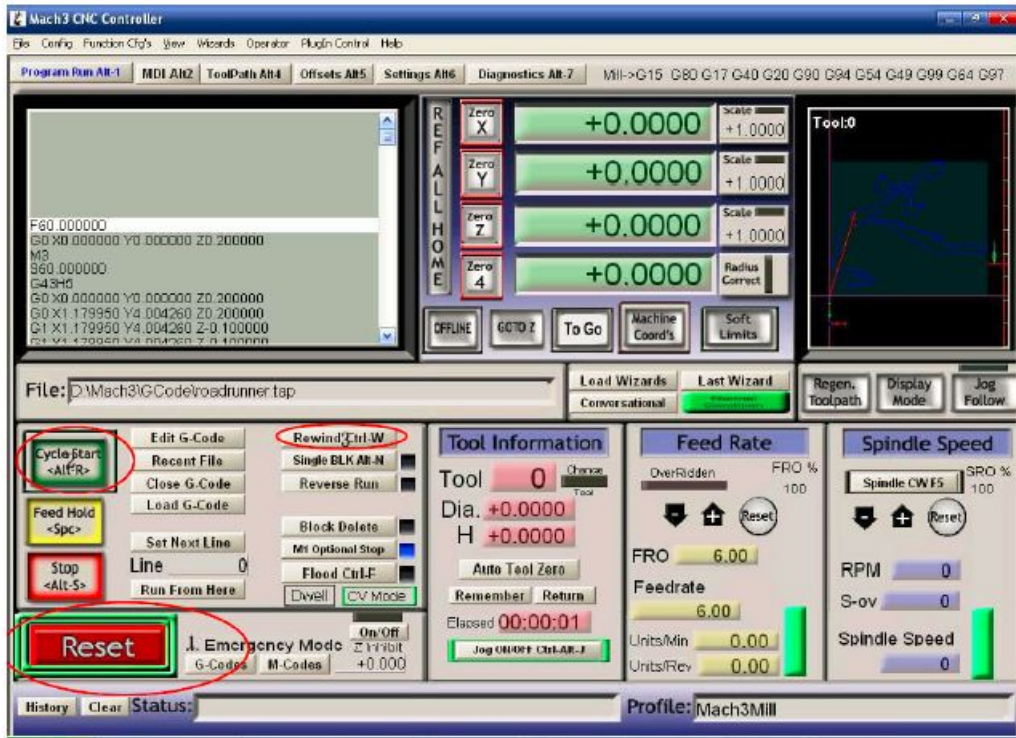 Mach3 CNC Controller
File Config Function Cfg's View Wizards Operator PlugIn Control Help
Program Run Alt-1 MDI Alt2 ToolPath Alt4 Offsets Alt5 Settings Alt6 Diagnostics Alt-7 Mill->G15 G80 G17 G40 G20 G90 G94 G54 G49 G99 G64 G97
F60.000000
G0 X0.000000 Y0.000000 Z0.200000
M3
S60.000000
G43H6
G0 X0.000000 Y0.000000 Z0.200000
G0 X1.179950 Y4.004260 Z0.200000
G1 X1.179950 Y4.004260 Z-0.100000
REF ALL HOME
Zero X +0.0000 Scale +1.0000
Zero Y +0.0000 Scale +1.0000
Zero Z +0.0000 Scale +1.0000
Zero 4 +0.0000 Radius Correct
OFFLINE GOTO Z To Go Machine Coord's Soft Limits
Tool:0
File: D:\Mach3\GCode\roadrunner.tap
Load Wizards Last Wizard
Conversational
Regen. Toolpath Display Mode Jog Follow
Cycle Start <Alt-R>
Feed Hold <Spc>
Stop <Alt-S>
Edit G-Code
Recent File
Close G-Code
Load G-Code
Set Next Line
Line 0
Run From Here
Rewind Ctrl-W
Single BLK Alt-N
Reverse Run
Block Delete
M1 Optional Stop
Flood Ctrl-F
Dwell CV Mode
Reset
Emergency Mode
G-Codes M-Codes
On/Off
Z Inhibit
+0.000
Tool Information
Tool 0 Change Tool
Dia. +0.0000
H +0.0000
Auto Tool Zero
Remember Return
Elapsed 00:00:01
Jog ON/OFF Ctrl-Alt-J
Feed Rate
OverRidden FRO %
100
Reset
FRO 6.00
Feedrate
6.00
Units/Min 0.00
Units/Rev 0.00
Spindle Speed
Spindle CW F5 SRO %
100
Reset
RPM 0
S-ov 0
Spindle Speed
0
History Clear Status:
Profile: Mach3Mill